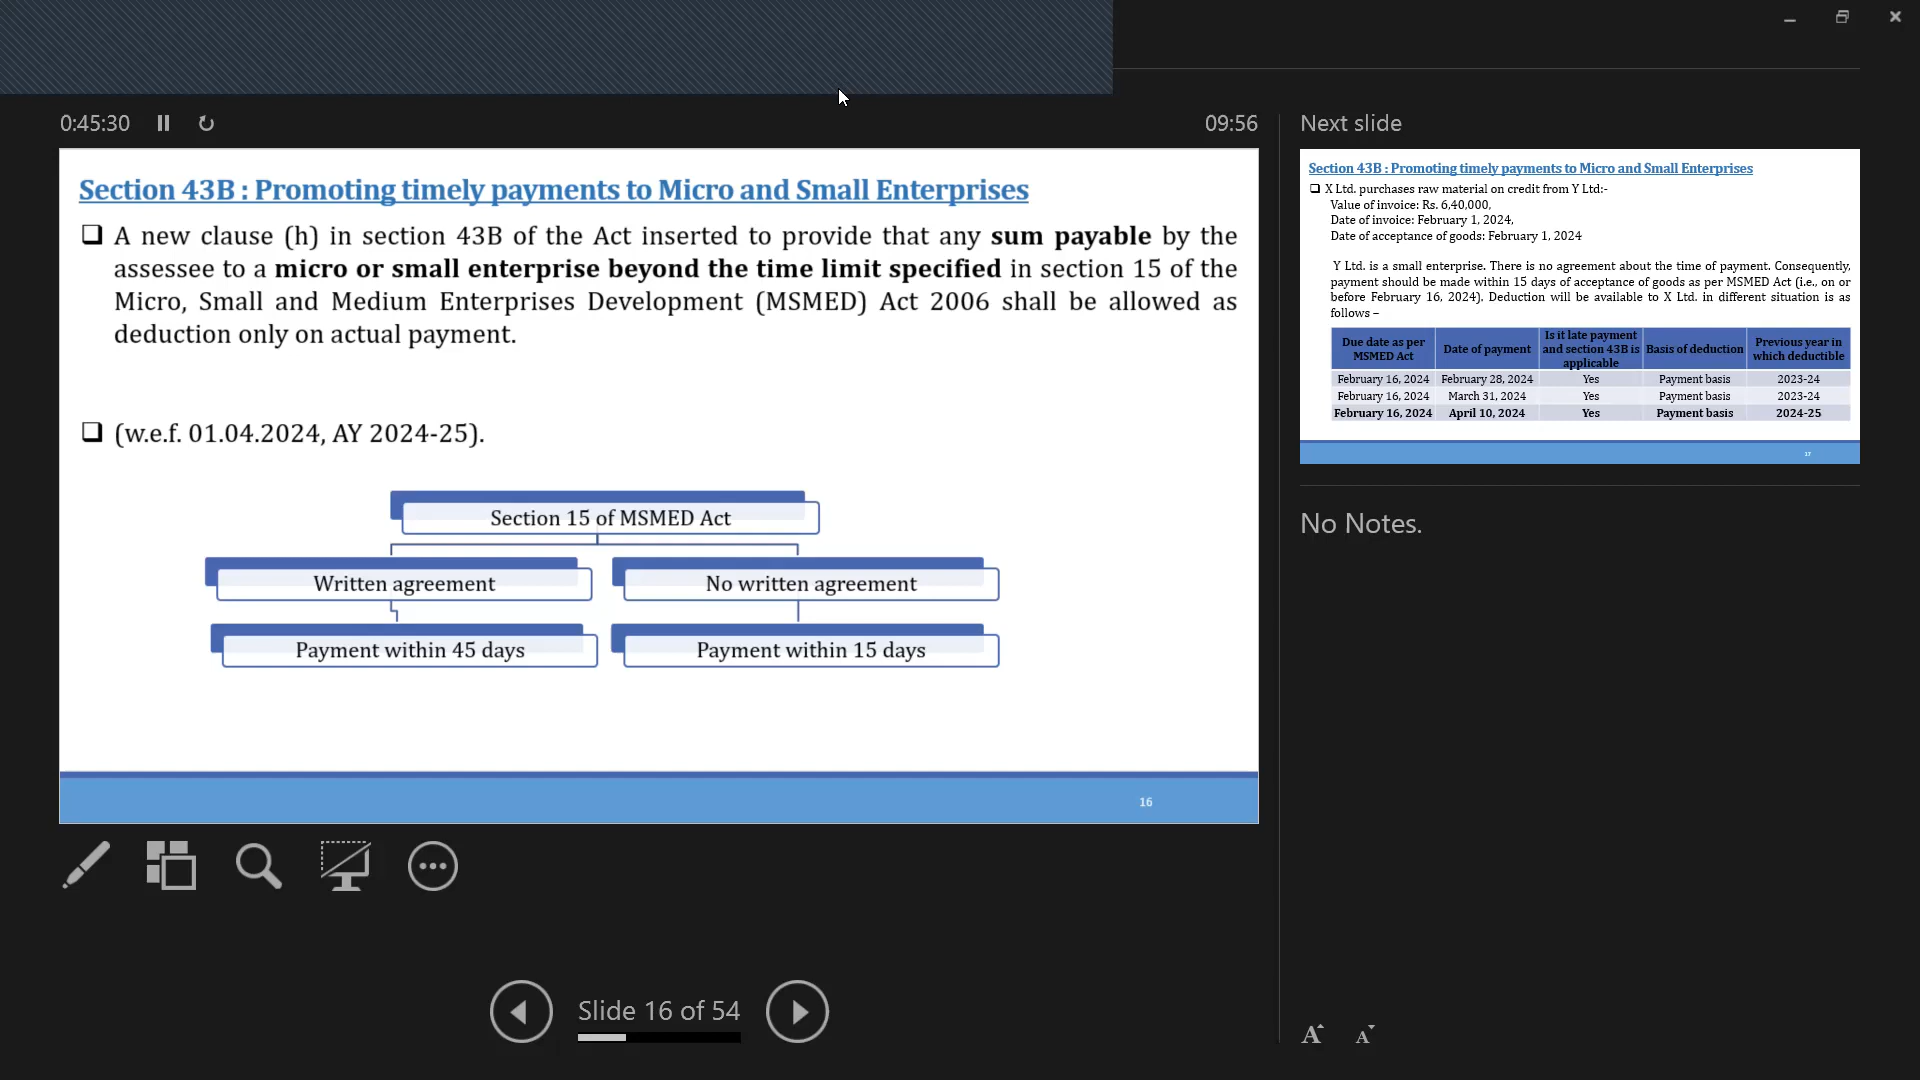 0:45:30
09:56
Section 43B : Promoting timely payments to Micro and Small Enterprises
A new clause (h) in section 43B of the Act inserted to provide that any sum payable by the
assessee to a micro or small enterprise beyond the time limit specified in section 15 of the
Micro, Small and Medium Enterprises Development (MSMED) Act 2006 shall be allowed as
deduction only on actual payment.
(w.e.f. 01.04.2024, AY 2024-25).
Section 15 of MSMED Act
Written agreement
No written agreement
Payment within 45 days
Payment within 15 days
16
Slide 16 of 54
Next slide
Section 43B : Promoting timely payments to Micro and Small Enterprises
X Ltd. purchases raw material on credit from Y Ltd:-
Value of invoice: Rs. 6,40,000,
Date of invoice: February 1, 2024,
Date of acceptance of goods: February 1, 2024
Y Ltd. is a small enterprise. There is no agreement about the time of payment. Consequently,
payment should be made within 15 days of acceptance of goods as per MSMED Act (i.e., on or
before February 16, 2024). Deduction will be available to X Ltd. in different situation is as
follows –
Due date as per MSMED Act Date of payment Is it late payment and section 43B is applicable Basis of deduction Previous year in which deductible
February 16, 2024 February 28, 2024 Yes Payment basis 2023-24
February 16, 2024 March 31, 2024 Yes Payment basis 2023-24
February 16, 2024 April 10, 2024 Yes Payment basis 2024-25
17
No Notes.
A A